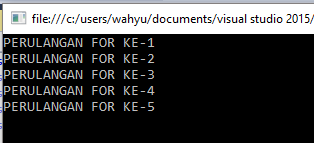 file:///c:/users/wahyu/documents/visual studio 2015/
PERULANGAN FOR KE-1
PERULANGAN FOR KE-2
PERULANGAN FOR KE-3
PERULANGAN FOR KE-4
PERULANGAN FOR KE-5